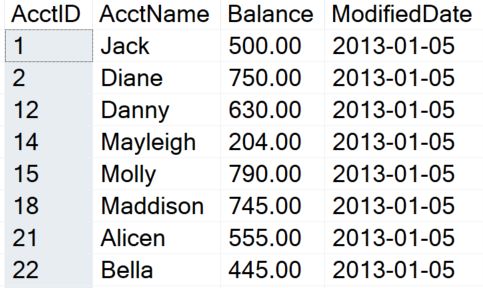 AcctID AcctName Balance ModifiedDate
1 Jack 500.00 2013-01-05
2 Diane 750.00 2013-01-05
12 Danny 630.00 2013-01-05
14 Mayleigh 204.00 2013-01-05
15 Molly 790.00 2013-01-05
18 Maddison 745.00 2013-01-05
21 Alicen 555.00 2013-01-05
22 Bella 445.00 2013-01-05